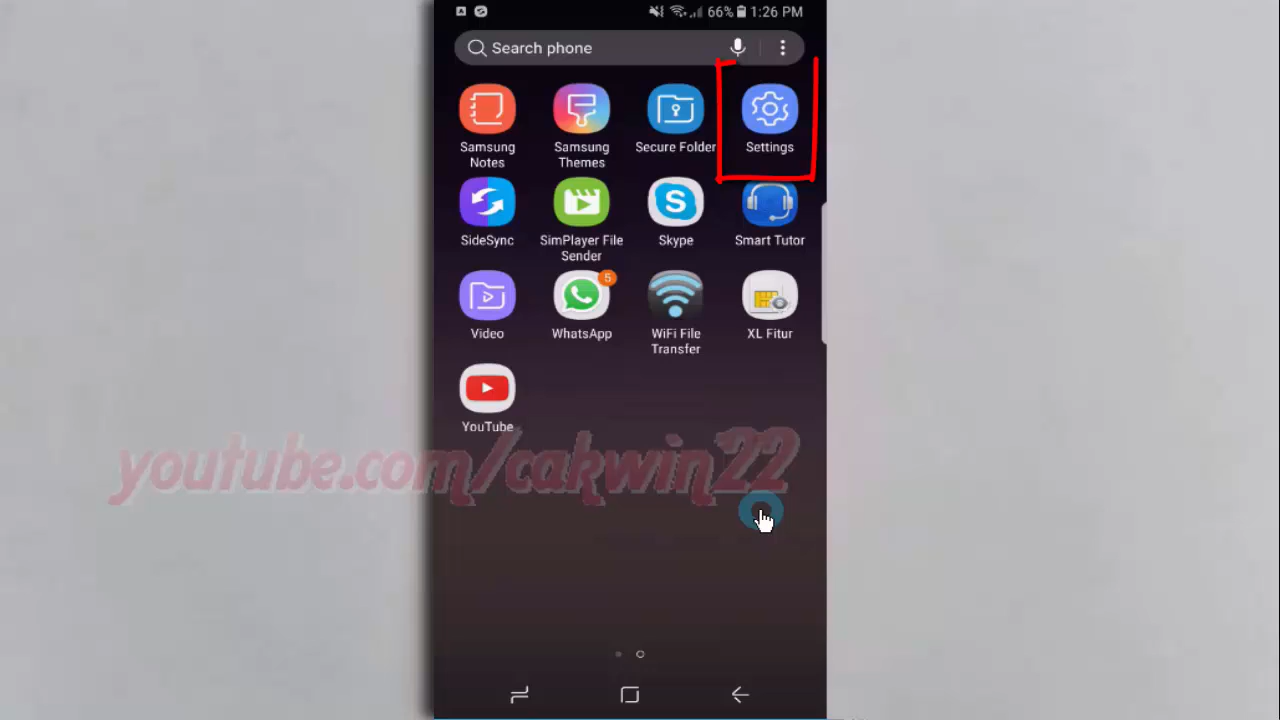 66% 1:26 PM
Search phone
Samsung Notes
Samsung Themes
Secure Folder
Settings
SideSync
SimPlayer File Sender
Skype
Smart Tutor
Video
5
WhatsApp
WiFi File Transfer
XL Fitur
YouTube
youtube.com/cakwin22